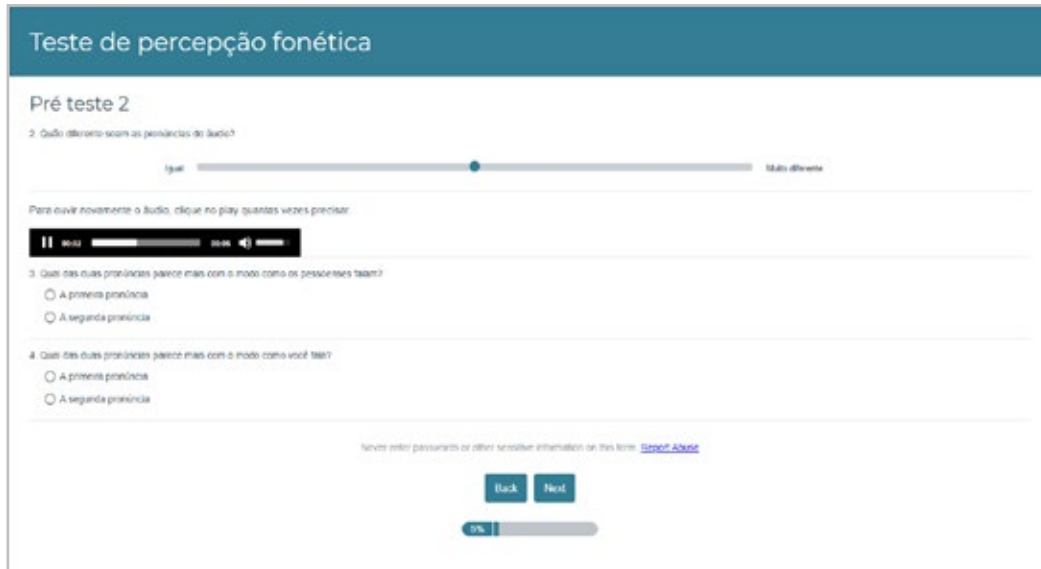 Teste de percepção fonética
Pré teste 2
2. Quão diferente soam as pronúncias do áudio?
Igual
Muito diferente
Para ouvir novamente o áudio, clique no play quantas vezes precisar
00:02
00:06
3. Qual das duas pronúncias parece mais com o modo como os pessoenses falam?
A primeira pronúncia
A segunda pronúncia
4. Qual das duas pronúncias parece mais com o modo como você fala?
A primeira pronúncia
A segunda pronúncia
Never enter passwords or other sensitive information on this form. Report Abuse
Back
Next
5%